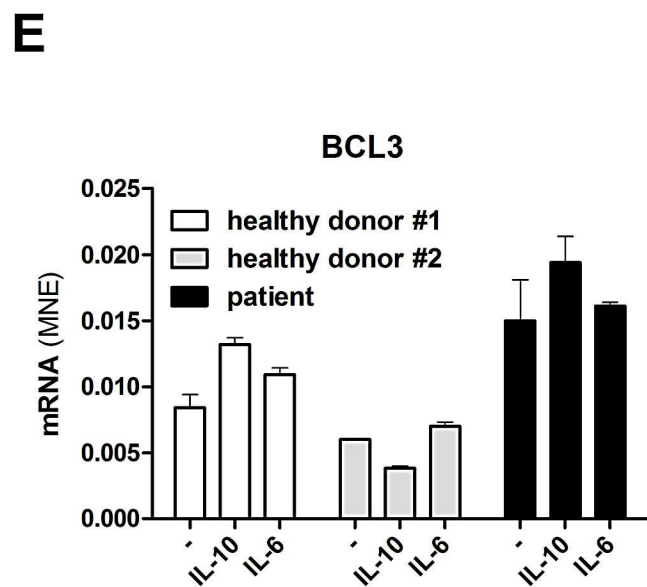 E
BCL3
mRNA (MNE)
0.025
0.020
0.015
0.010
0.005
0.000
healthy donor #1
healthy donor #2
patient
- IL-10 IL-6 - IL-10 IL-6 - IL-10 IL-6